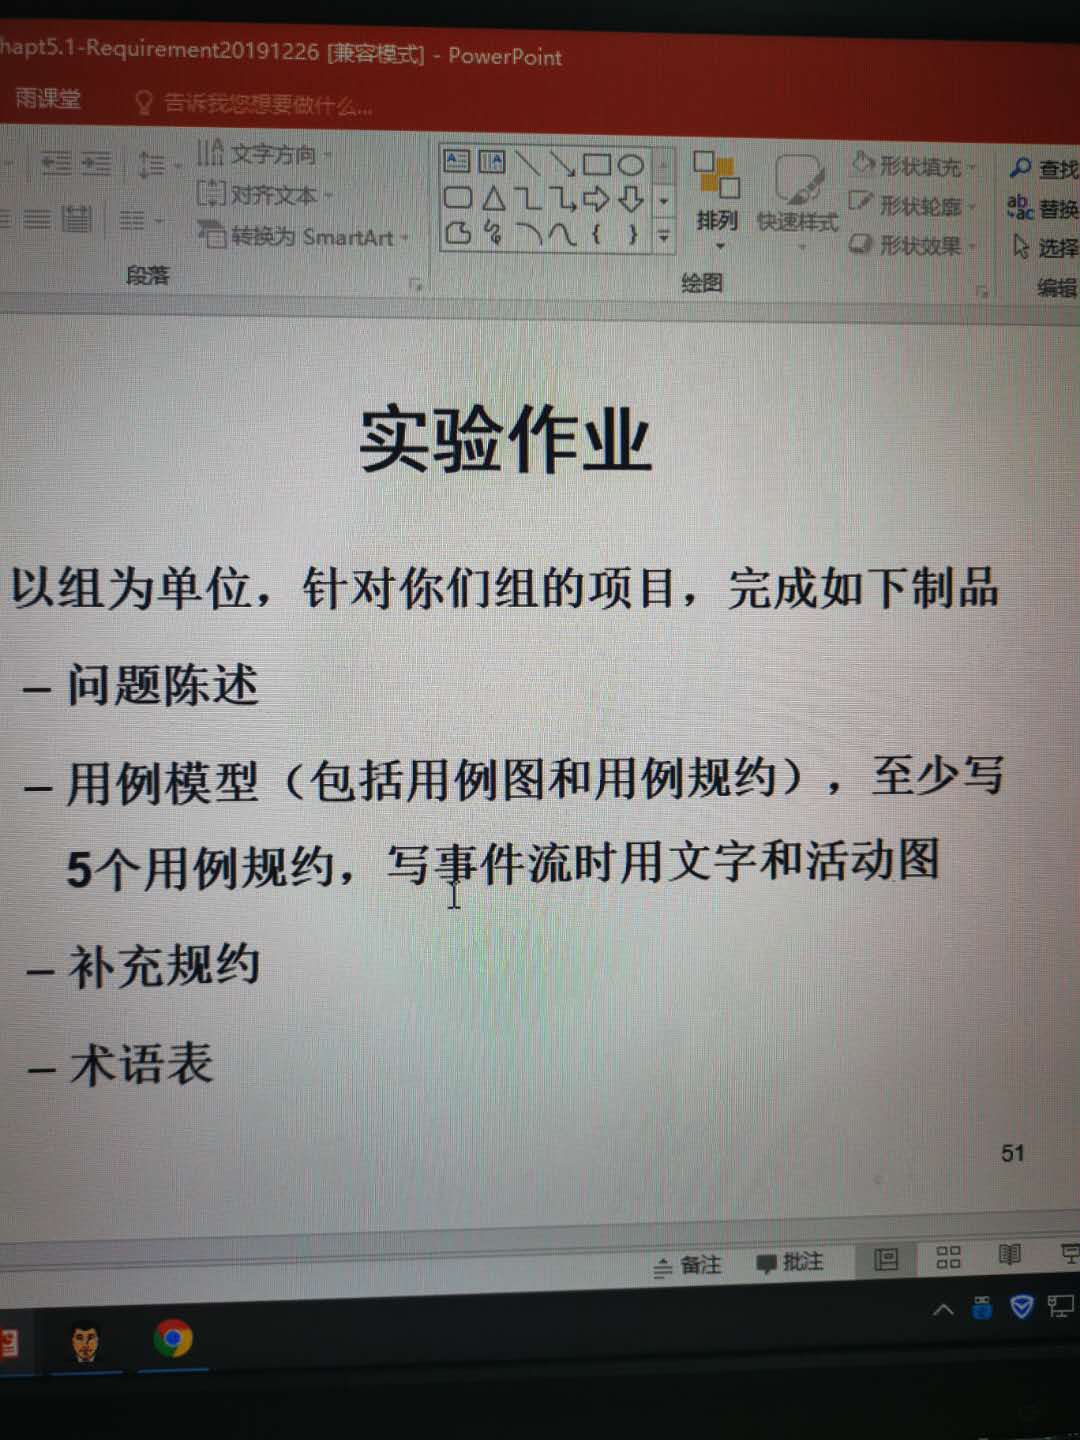 hapt5.1-Requirement20191226 [兼容模式] - PowerPoint
雨课堂
告诉我您想要做什么...
文字方向
对齐文本
转换为 SmartArt
段落
排列
快速样式
绘图
形状填充
形状轮廓
形状效果
查找
替换
选择
编辑
实验作业
以组为单位，针对你们组的项目，完成如下制品
– 问题陈述
– 用例模型（包括用例图和用例规约），至少写
5个用例规约，写事件流时用文字和活动图
– 补充规约
– 术语表
51
备注
批注